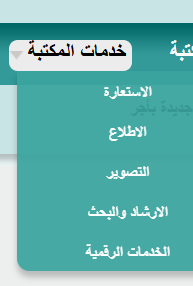 خدمات المكتبة
الاستعارة
الاطلاع
التصوير
الارشاد والبحث
الخدمات الرقمية